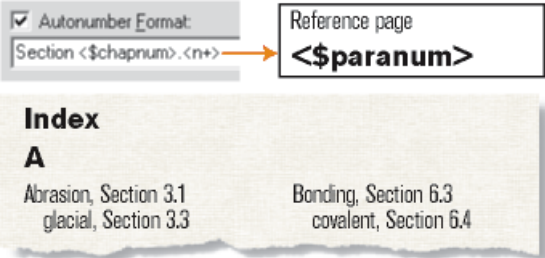 Autonumber Format:
Section <$chapnum>.<n+>
Reference page
<$paranum>
Index
A
Abrasion, Section 3.1
glacial, Section 3.3
Bonding, Section 6.3
covalent, Section 6.4